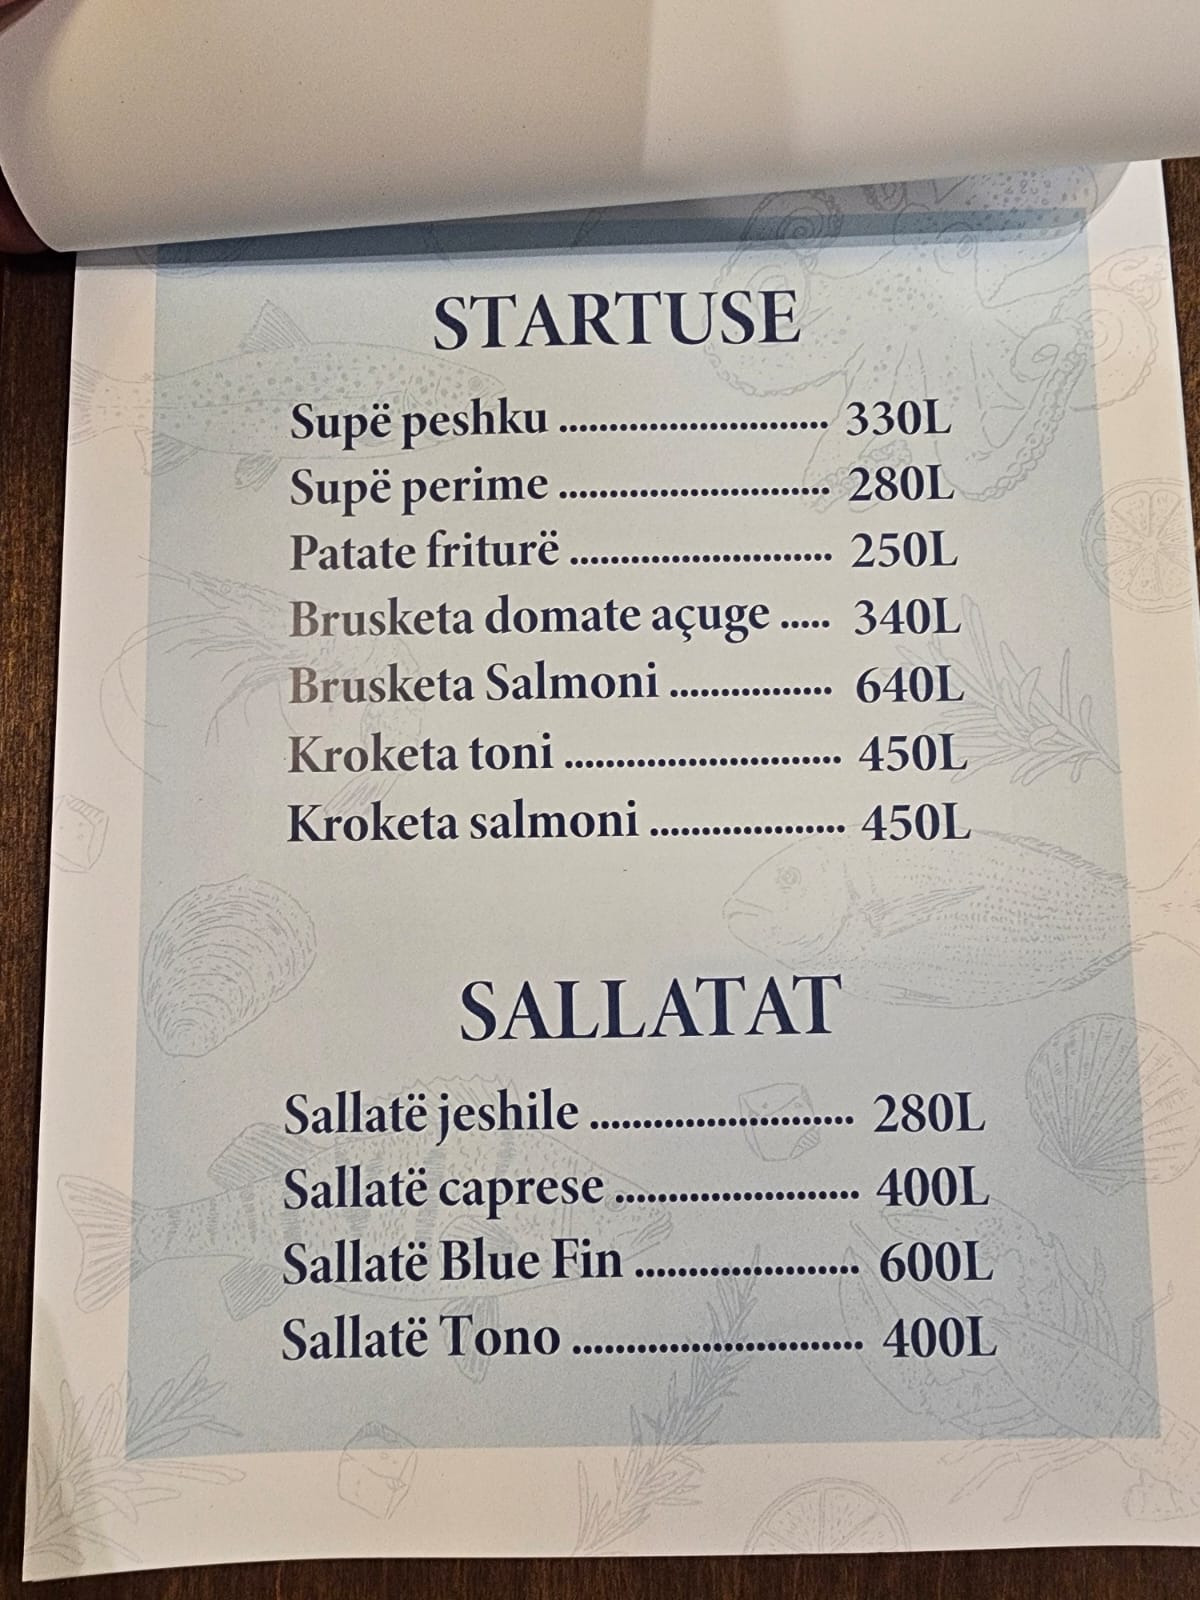 STARTUSE
Supë peshku ........................... 330L
Supë perime ........................... 280L
Patate friturë .......................... 250L
Brusketa domate açuge ..... 340L
Brusketa Salmoni ................ 640L
Kroketa toni ........................... 450L
Kroketa salmoni ................... 450L
SALLATAT
Sallatë jeshile ......................... 280L
Sallatë caprese ....................... 400L
Sallatë Blue Fin ..................... 600L
Sallatë Tono ........................... 400L